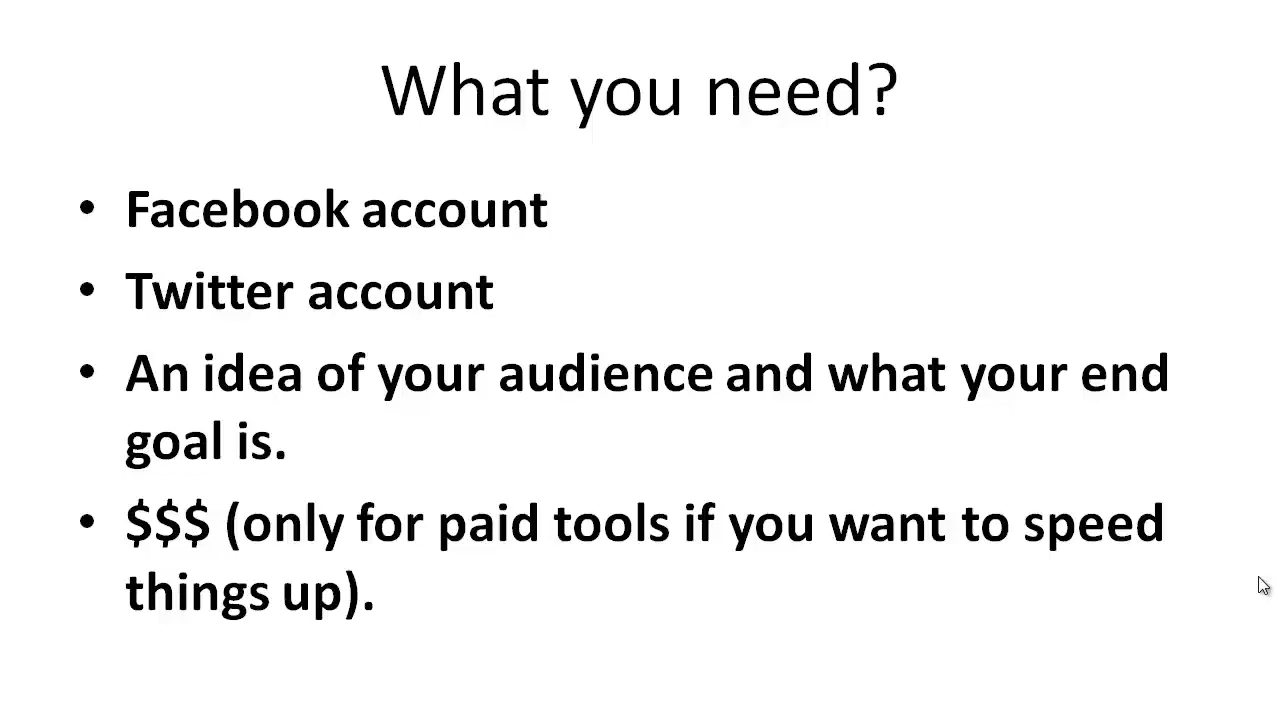 What you need?
• Facebook account
• Twitter account
• An idea of your audience and what your end
goal is.
• $$$ (only for paid tools if you want to speed
things up).